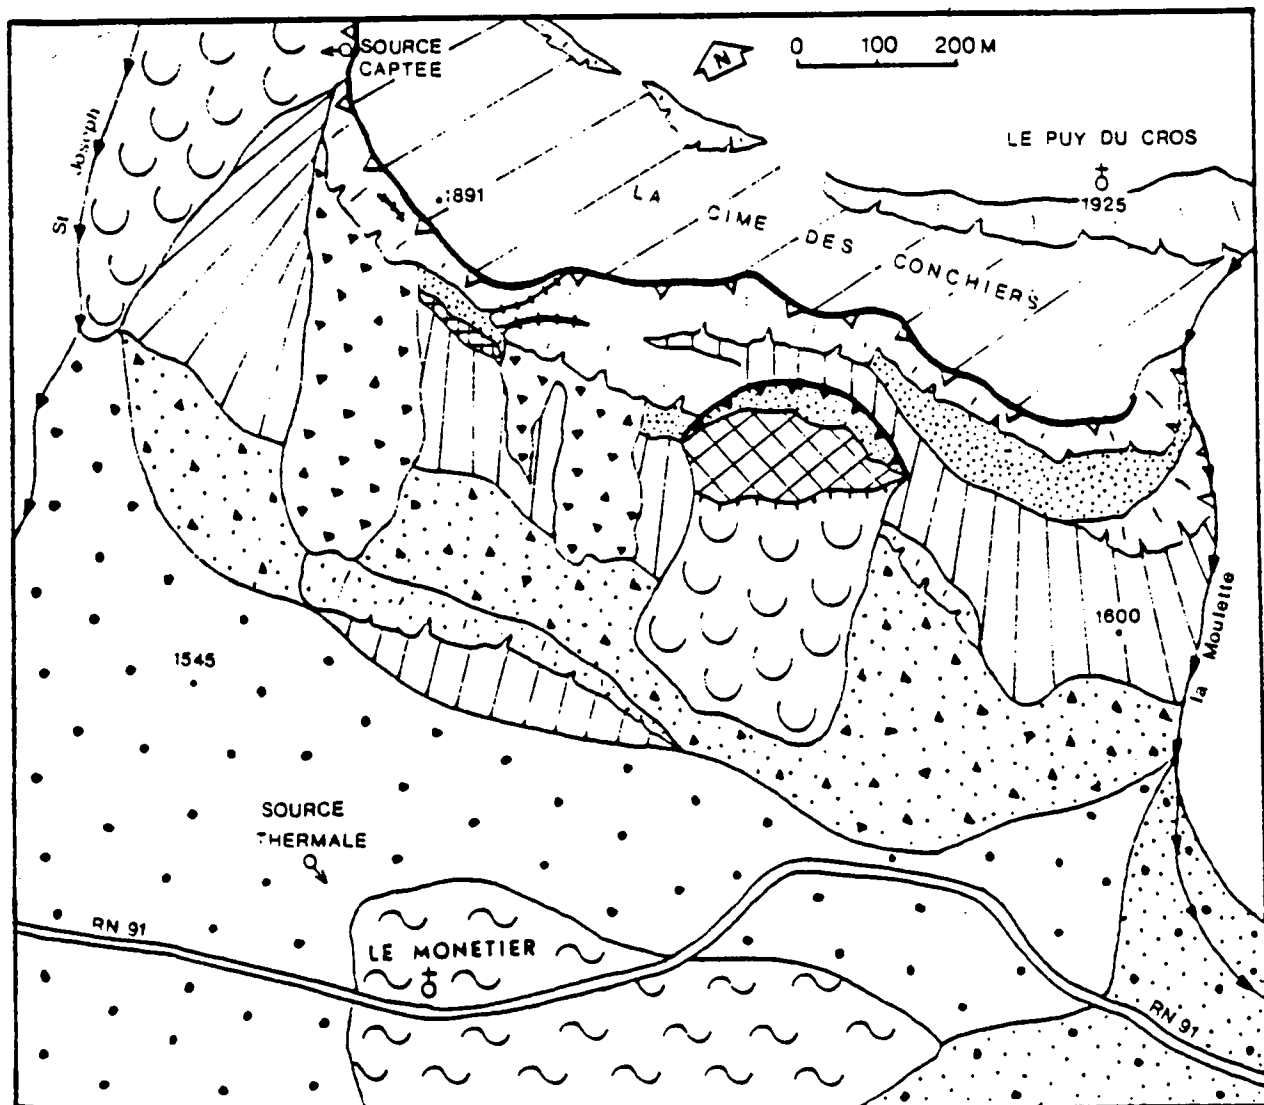 SOURCE
CAPTEE
N
0 100 200 M
St Joseph
LE PUY DU CROS
1925
1891
LA CIME DES CONCHIERS
1600
la Moulette
1545
SOURCE
THERMALE
RN 91
LE MONETIER
RN 91